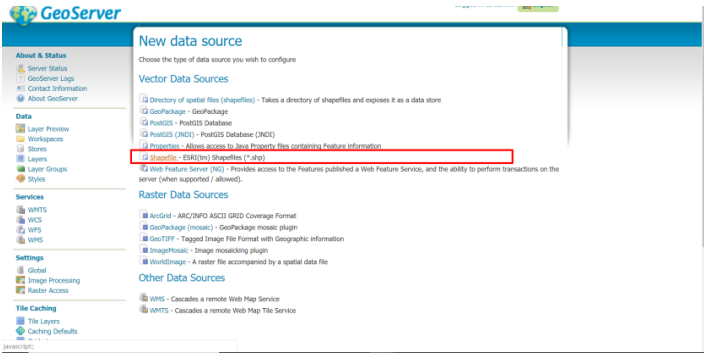 GeoServer
About & Status
Server Status
GeoServer Logs
Contact Information
About GeoServer
Data
Layer Preview
Workspaces
Stores
Layers
Layer Groups
Styles
Services
WMTS
WCS
WFS
WMS
Settings
Global
Image Processing
Raster Access
Tile Caching
Tile Layers
Caching Defaults
javascript:
New data source
Choose the type of data source you wish to configure
Vector Data Sources
Directory of spatial files (shapefiles) - Takes a directory of shapefiles and exposes it as a data store
GeoPackage - GeoPackage
PostGIS - PostGIS Database
PostGIS (JNDI) - PostGIS Database (JNDI)
Properties - Allows access to Java Property files containing Feature information
Shapefile - ESRI(tm) Shapefiles (*.shp)
Web Feature Server (NG) - Provides access to the Features published a Web Feature Service, and the ability to perform transactions on the
server (when supported / allowed).
Raster Data Sources
ArcGrid - ARC/INFO ASCII GRID Coverage Format
GeoPackage (mosaic) - GeoPackage mosaic plugin
GeoTIFF - Tagged Image File Format with Geographic information
ImageMosaic - Image mosaicking plugin
WorldImage - A raster file accompanied by a spatial data file
Other Data Sources
WMS - Cascades a remote Web Map Service
WMTS - Cascades a remote Web Map Tile Service